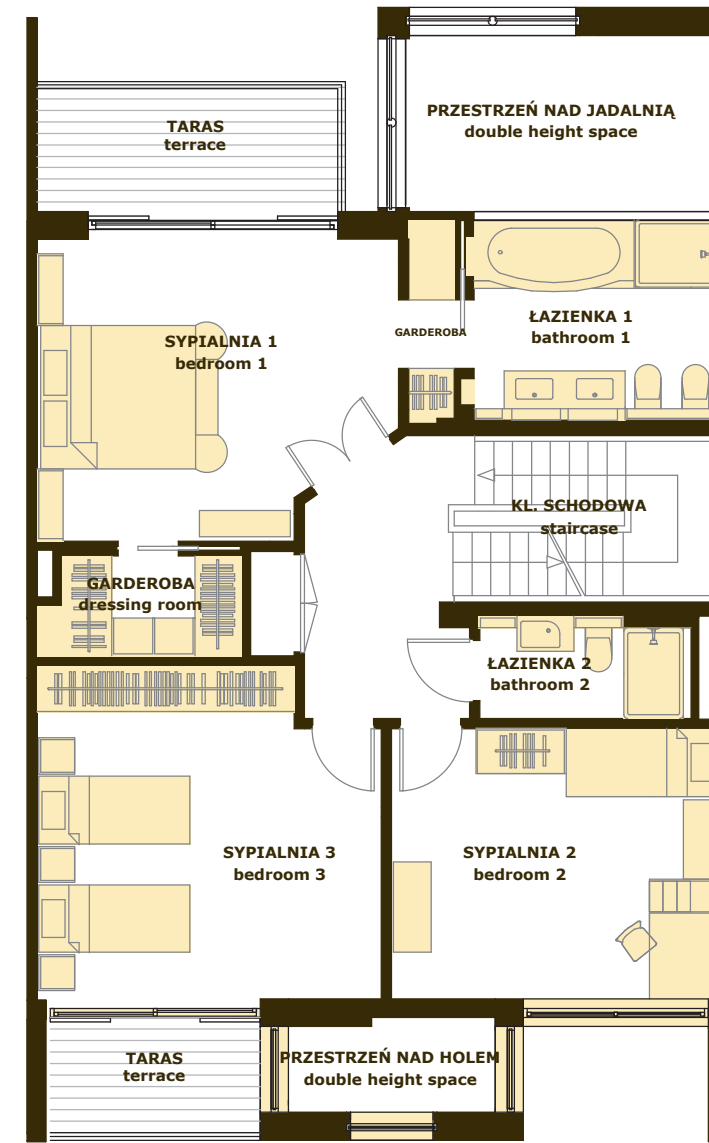 PRZESTRZEŃ NAD JADALNIĄ
double height space
TARAS
terrace
ŁAZIENKA 1
bathroom 1
GARDEROBA
SYPIALNIA 1
bedroom 1
KL. SCHODOWA
staircase
GARDEROBA
dressing room
ŁAZIENKA 2
bathroom 2
SYPIALNIA 3
bedroom 3
SYPIALNIA 2
bedroom 2
TARAS
terrace
PRZESTRZEŃ NAD HOLEM
double height space